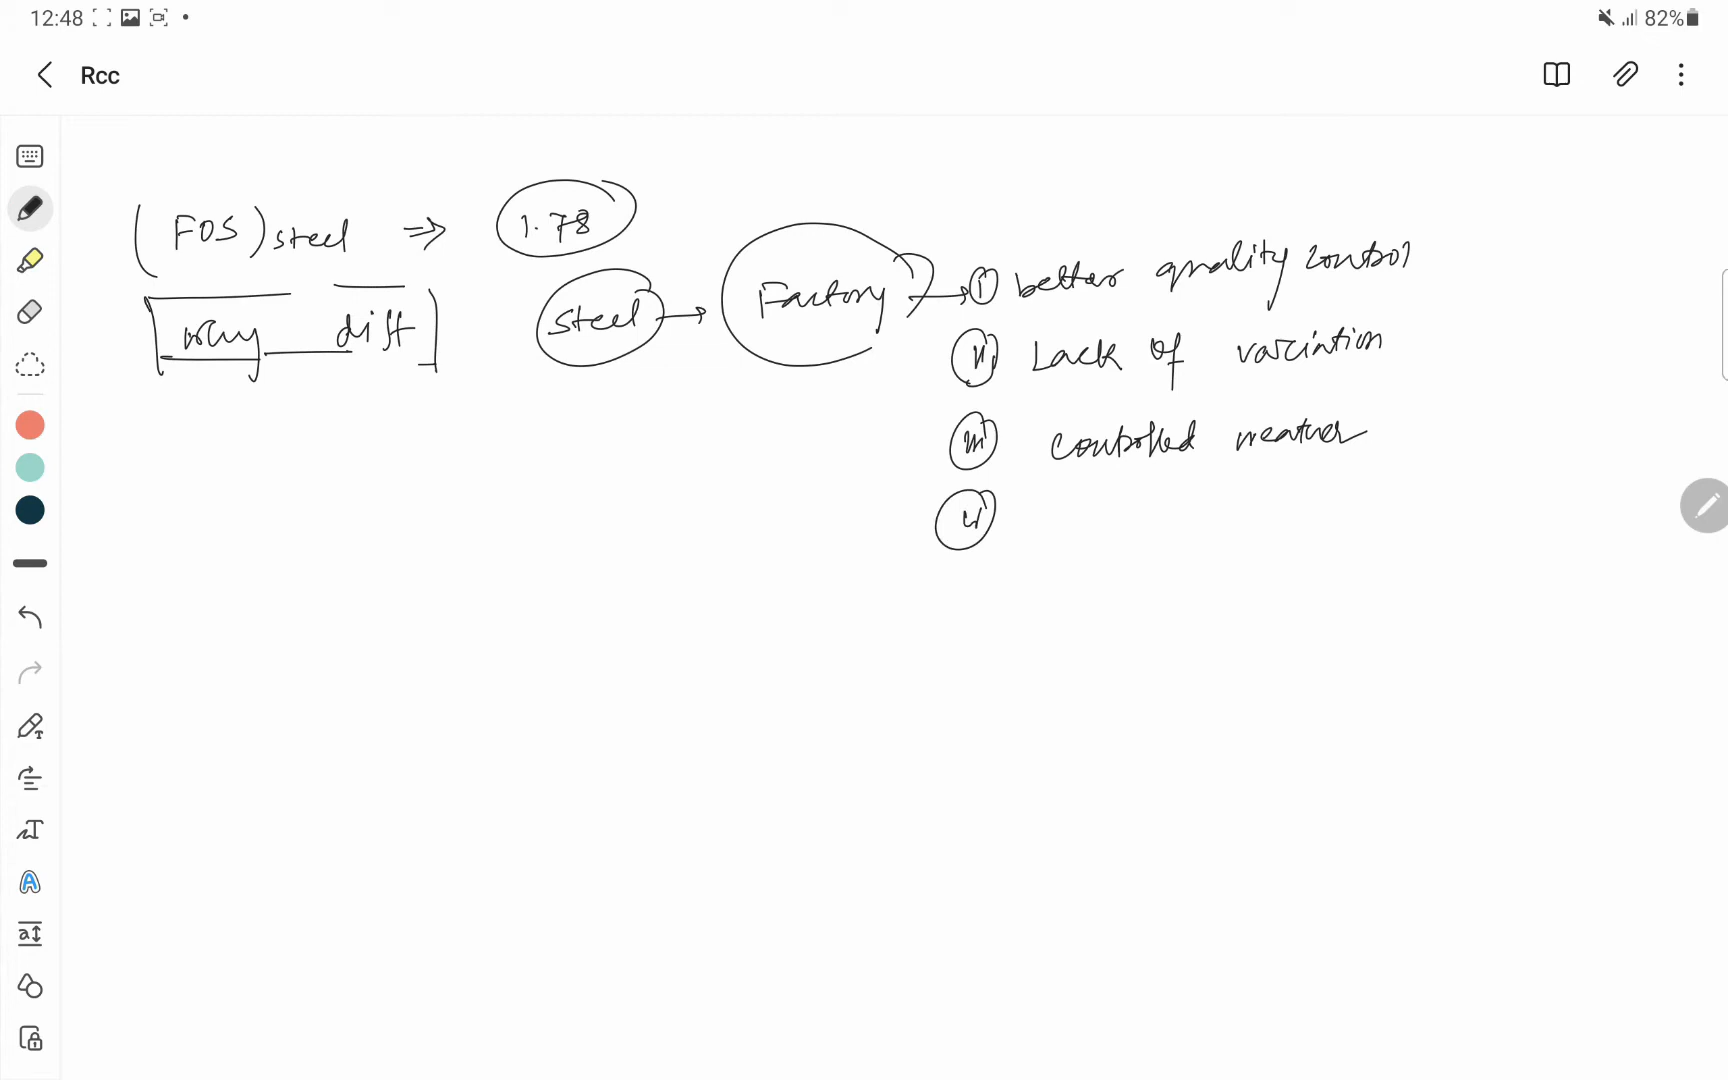 12:48 82%
Rcc
(FOS)steel ⇒ 1.78
[way diff]
Steel → Factory → (i) better quality control
(ii) Lack of variation
(iii) controlled weather
(iv)